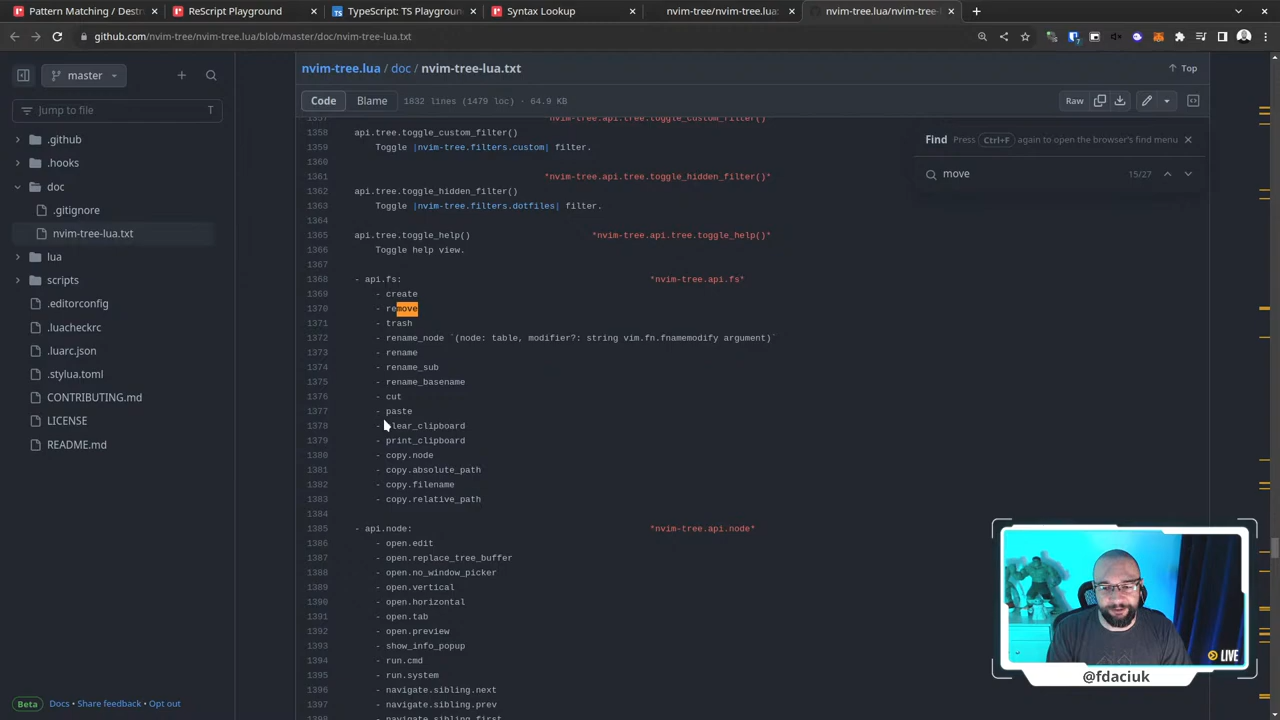 Pattern Matching / Destr
ReScript Playground
TypeScript: TS Playgroun
Syntax Lookup
nvim-tree/nvim-tree.lua:
nvim-tree.lua/nvim-tree-l
github.com/nvim-tree/nvim-tree.lua/blob/master/doc/nvim-tree-lua.txt
master
Jump to file
T
.github
.hooks
doc
.gitignore
nvim-tree-lua.txt
lua
scripts
.editorconfig
.luacheckrc
.luarc.json
.stylua.toml
CONTRIBUTING.md
LICENSE
README.md
Beta Docs · Share feedback · Opt out
nvim-tree.lua / doc / nvim-tree-lua.txt
Top
Code Blame 1832 lines (1479 loc) · 64.9 KB
Raw
Find Press Ctrl+F again to open the browser's find menu
move 15/27
1357 *nvim-tree.api.tree.toggle_custom_filter()*
1358 api.tree.toggle_custom_filter()
1359 Toggle |nvim-tree.filters.custom| filter.
1360
1361 *nvim-tree.api.tree.toggle_hidden_filter()*
1362 api.tree.toggle_hidden_filter()
1363 Toggle |nvim-tree.filters.dotfiles| filter.
1364
1365 api.tree.toggle_help() *nvim-tree.api.tree.toggle_help()*
1366 Toggle help view.
1367
1368 - api.fs: *nvim-tree.api.fs*
1369 - create
1370 - remove
1371 - trash
1372 - rename_node `(node: table, modifier?: string vim.fn.fnamemodify argument)`
1373 - rename
1374 - rename_sub
1375 - rename_basename
1376 - cut
1377 - paste
1378 - clear_clipboard
1379 - print_clipboard
1380 - copy.node
1381 - copy.absolute_path
1382 - copy.filename
1383 - copy.relative_path
1384
1385 - api.node: *nvim-tree.api.node*
1386 - open.edit
1387 - open.replace_tree_buffer
1388 - open.no_window_picker
1389 - open.vertical
1390 - open.horizontal
1391 - open.tab
1392 - open.preview
1393 - show_info_popup
1394 - run.cmd
1395 - run.system
1396 - navigate.sibling.next
1397 - navigate.sibling.prev
1398 - navigate.sibling.first
LIVE
@fdaciuk